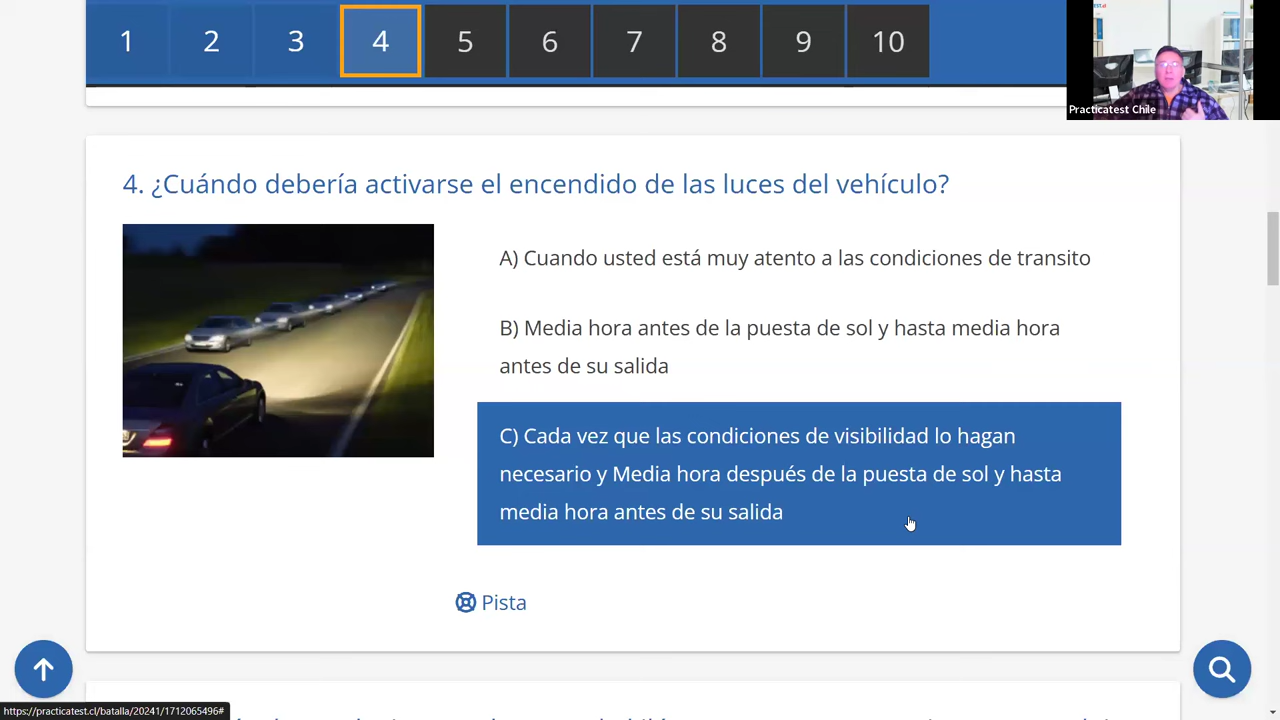 1 2 3 4 5 6 7 8 9 10
Practicatest Chile
4. ¿Cuándo debería activarse el encendido de las luces del vehículo?
A) Cuando usted está muy atento a las condiciones de transito
B) Media hora antes de la puesta de sol y hasta media hora
antes de su salida
C) Cada vez que las condiciones de visibilidad lo hagan
necesario y Media hora después de la puesta de sol y hasta
media hora antes de su salida
Pista
https://practicatest.cl/batalla/20241/1712065496#